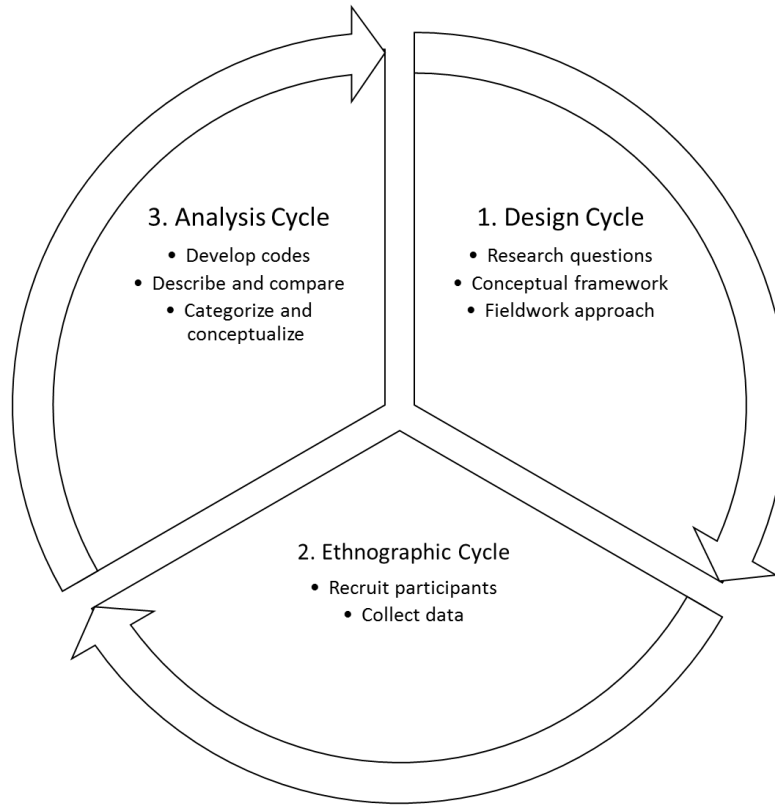 1. Design Cycle
• Research questions
• Conceptual framework
• Fieldwork approach
2. Ethnographic Cycle
• Recruit participants
• Collect data
3. Analysis Cycle
• Develop codes
• Describe and compare
• Categorize and
conceptualize